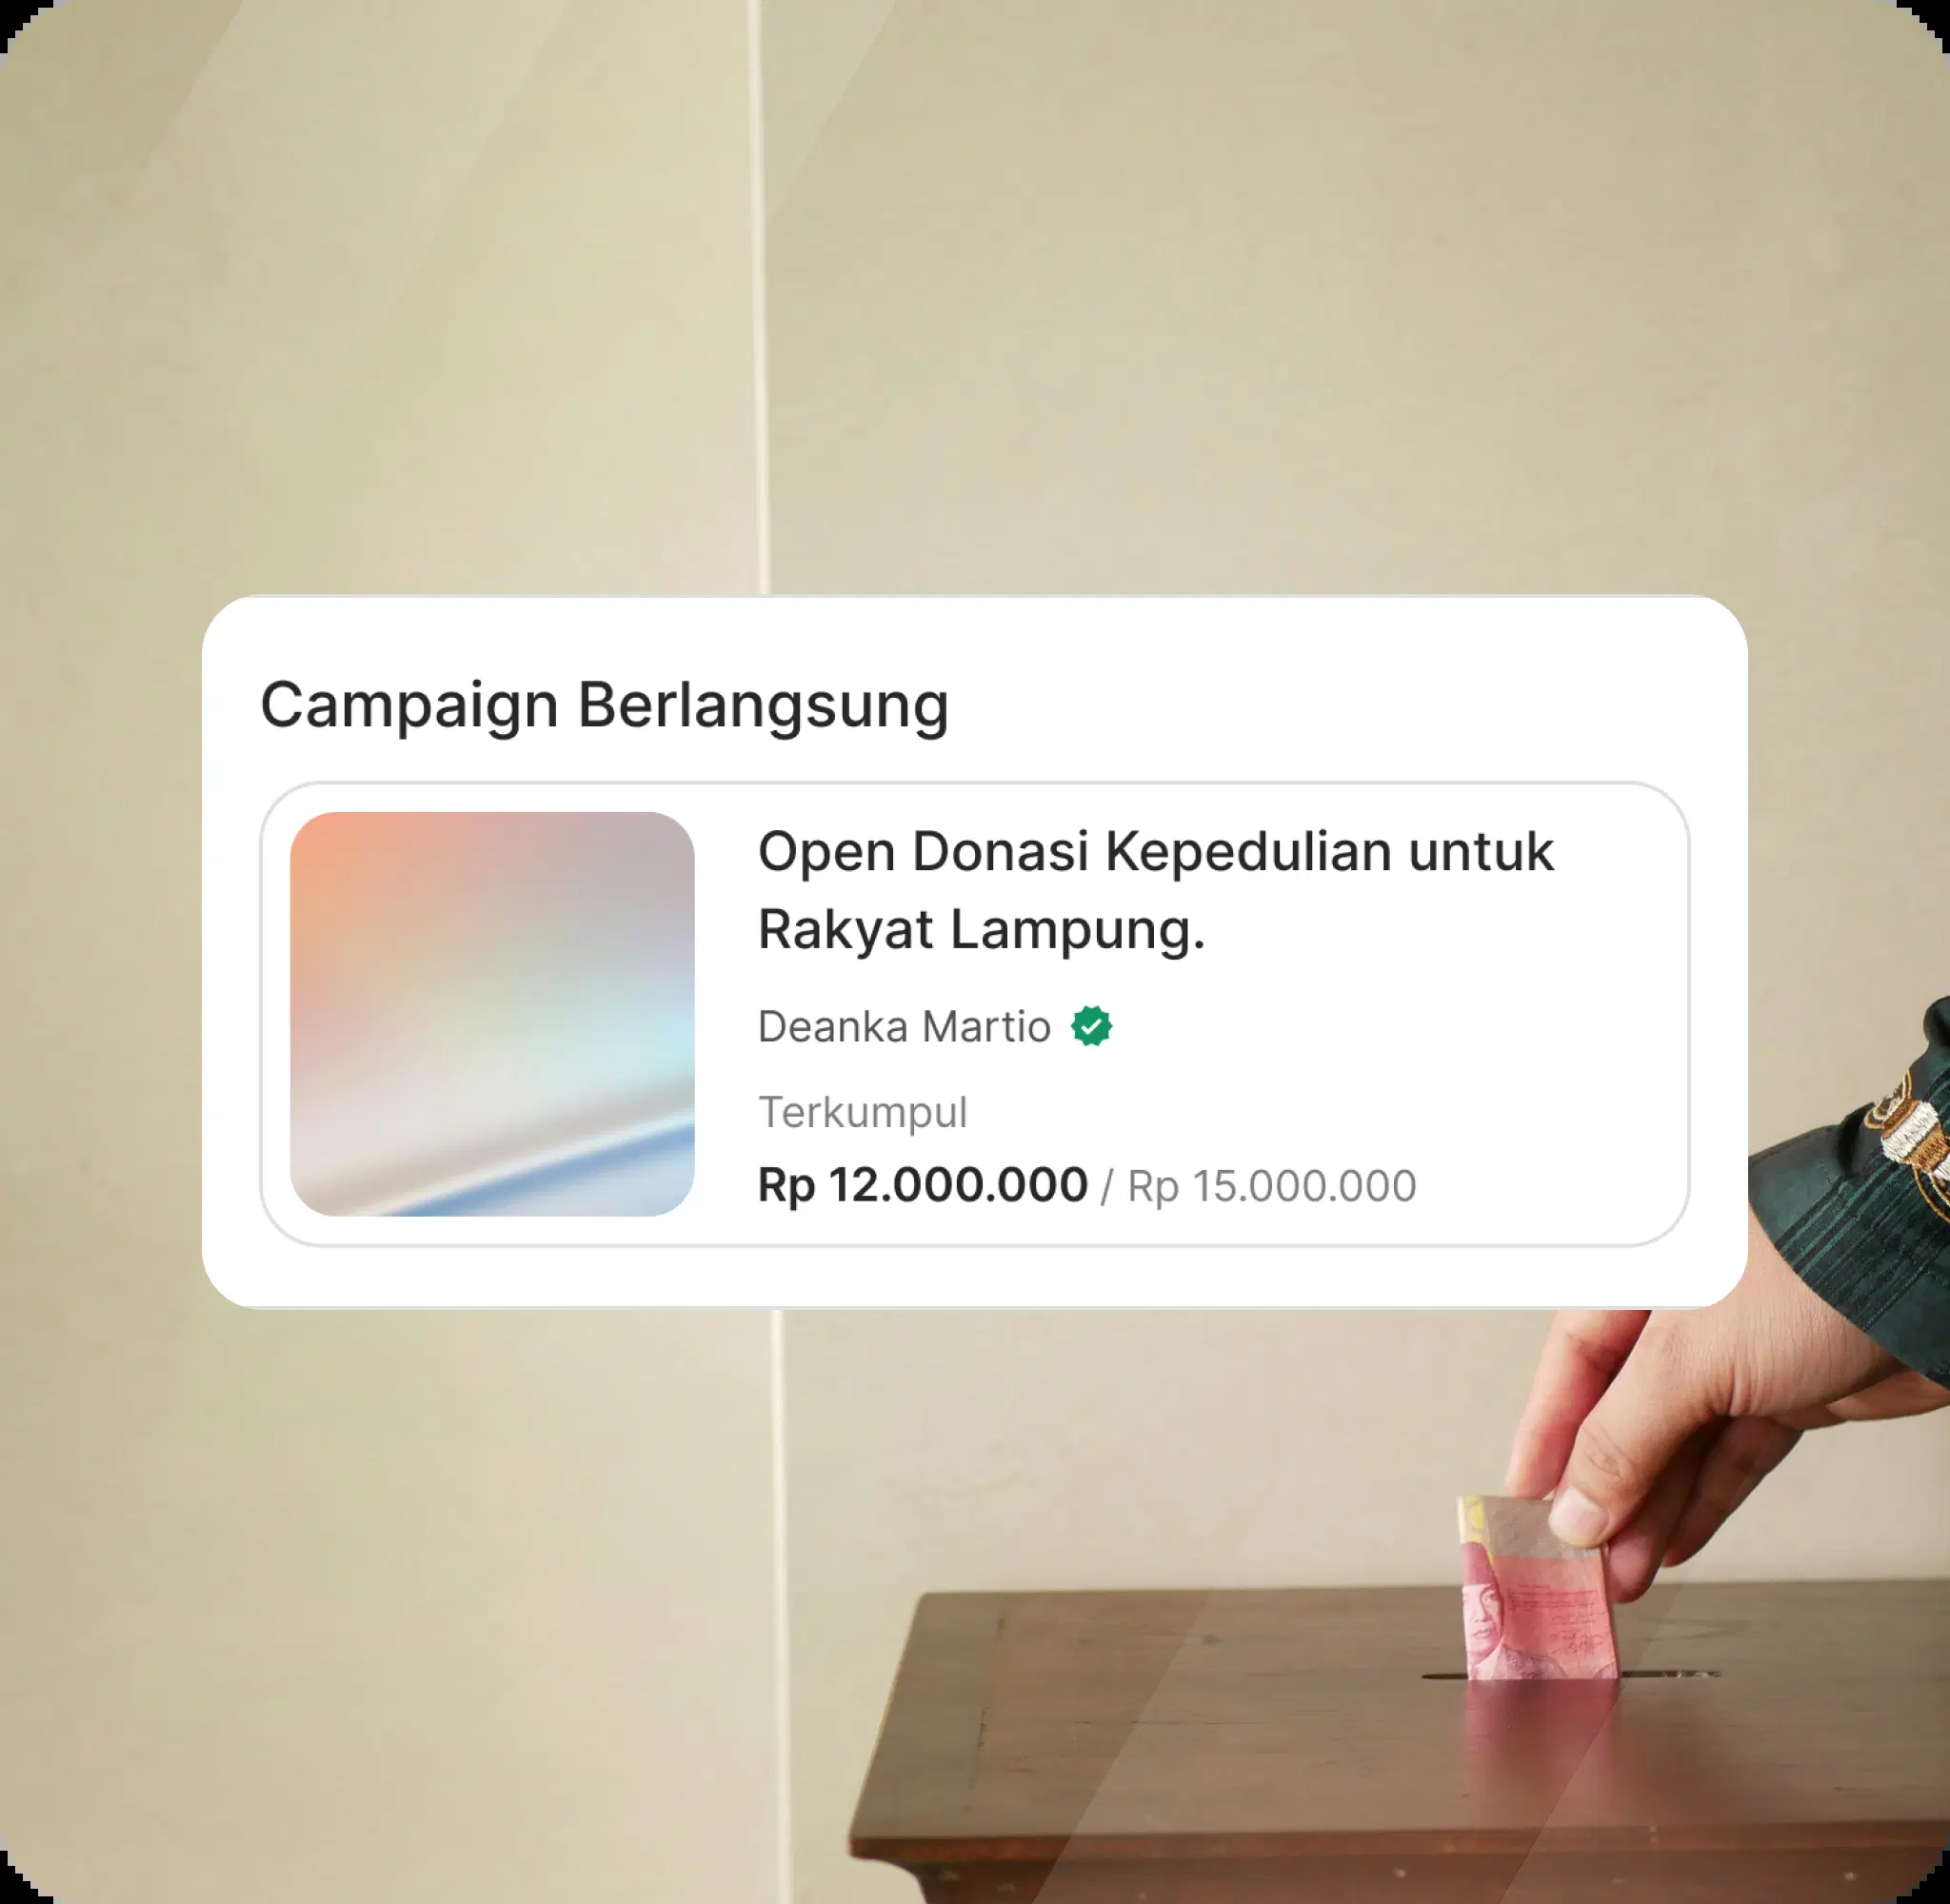 Campaign Berlangsung
Open Donasi Kepedulian untuk
Rakyat Lampung.
Deanka Martio
Terkumpul
Rp 12.000.000 / Rp 15.000.000